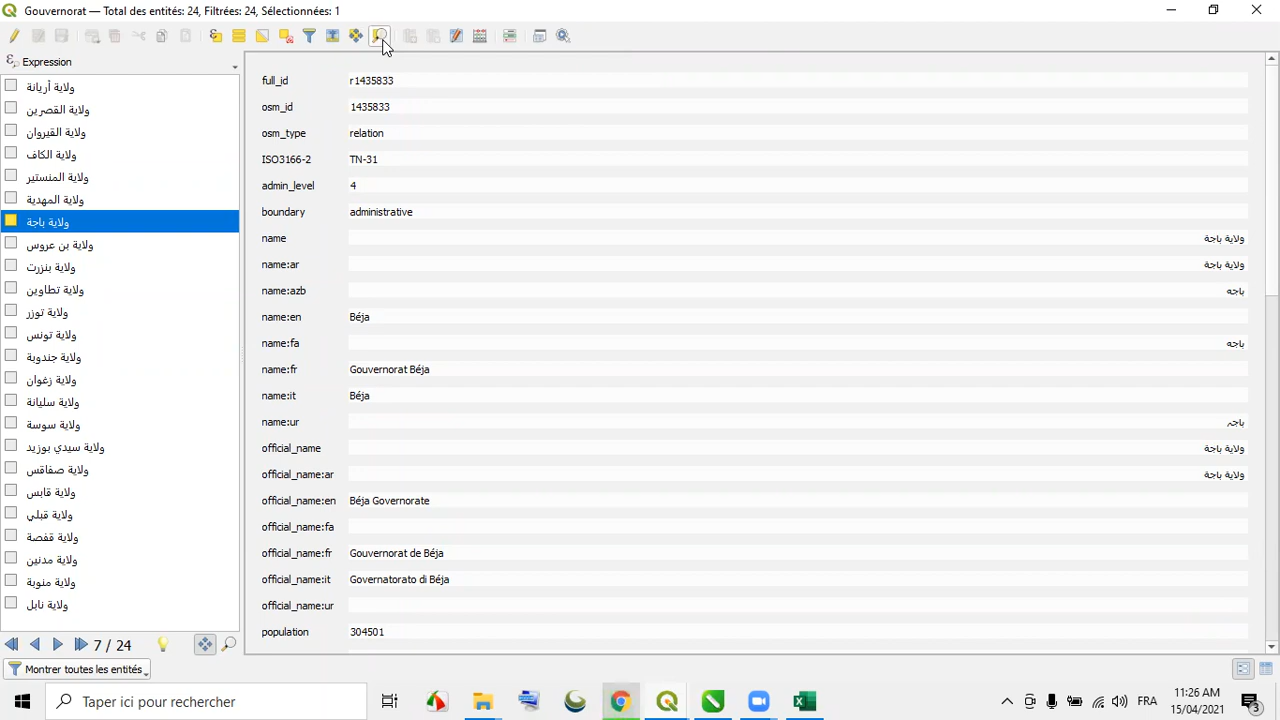 Gouvernorat — Total des entités: 24, Filtrées: 24, Sélectionnées: 1
Expression
ولاية أريانة
ولاية القصرين
ولاية القيروان
ولاية الكاف
ولاية المنستير
ولاية المهدية
ولاية باجة
ولاية بن عروس
ولاية بنزرت
ولاية تطاوين
ولاية توزر
ولاية تونس
ولاية جندوبة
ولاية زغوان
ولاية سليانة
ولاية سوسة
ولاية سيدي بوزيد
ولاية صفاقس
ولاية قابس
ولاية قبلي
ولاية قفصة
ولاية مدنين
ولاية منوبة
ولاية نابل
7 / 24
Montrer toutes les entités
full_id r1435833
osm_id 1435833
osm_type relation
ISO3166-2 TN-31
admin_level 4
boundary administrative
name ولاية باجة
name:ar ولاية باجة
name:azb باجه
name:en Béja
name:fa باجه
name:fr Gouvernorat Béja
name:it Béja
name:ur باجہ
official_name ولاية باجة
official_name:ar ولاية باجة
official_name:en Béja Governorate
official_name:fa
official_name:fr Gouvernorat de Béja
official_name:it Governatorato di Béja
official_name:ur
population 304501
Taper ici pour rechercher
FRA
11:26 AM
15/04/2021
3